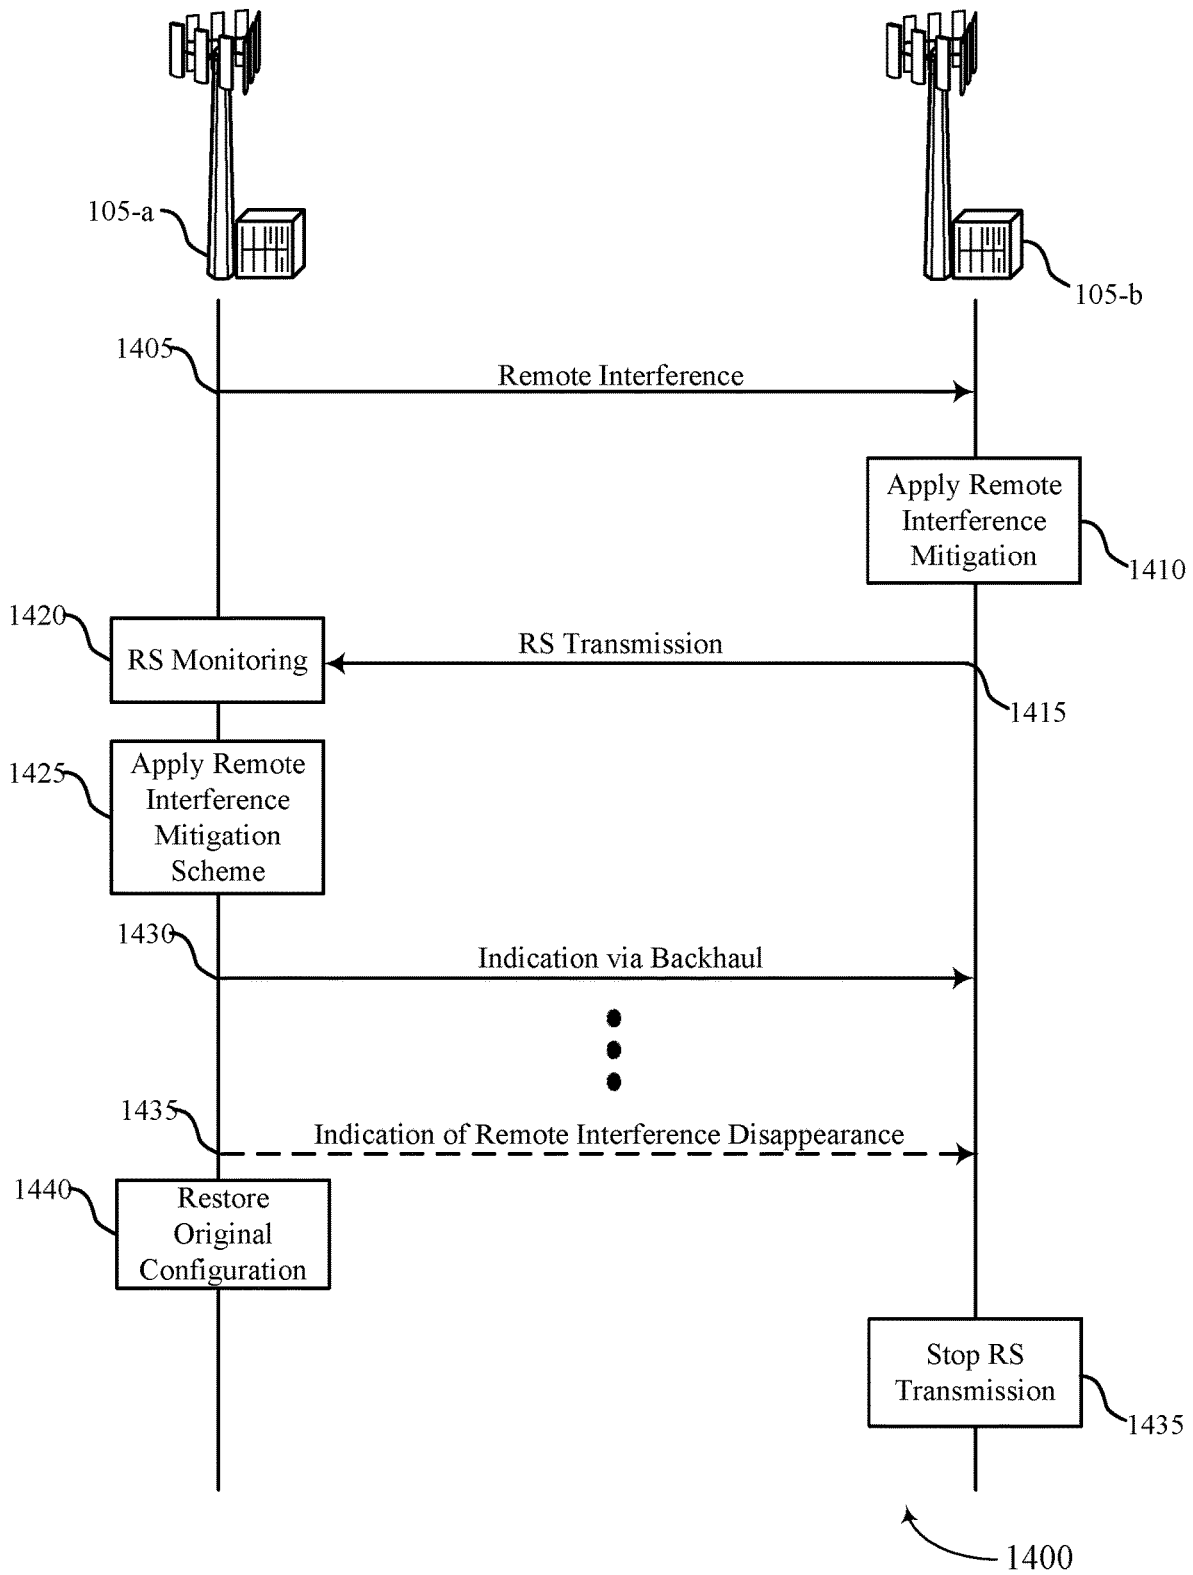 105-a
105-b
1405
Remote Interference
Apply Remote
Interference
Mitigation
1410
1420
RS Monitoring
RS Transmission
1415
1425
Apply Remote
Interference
Mitigation
Scheme
1430
Indication via Backhaul
1435
Indication of Remote Interference Disappearance
1440
Restore
Original
Configuration
Stop RS
Transmission
1435
1400